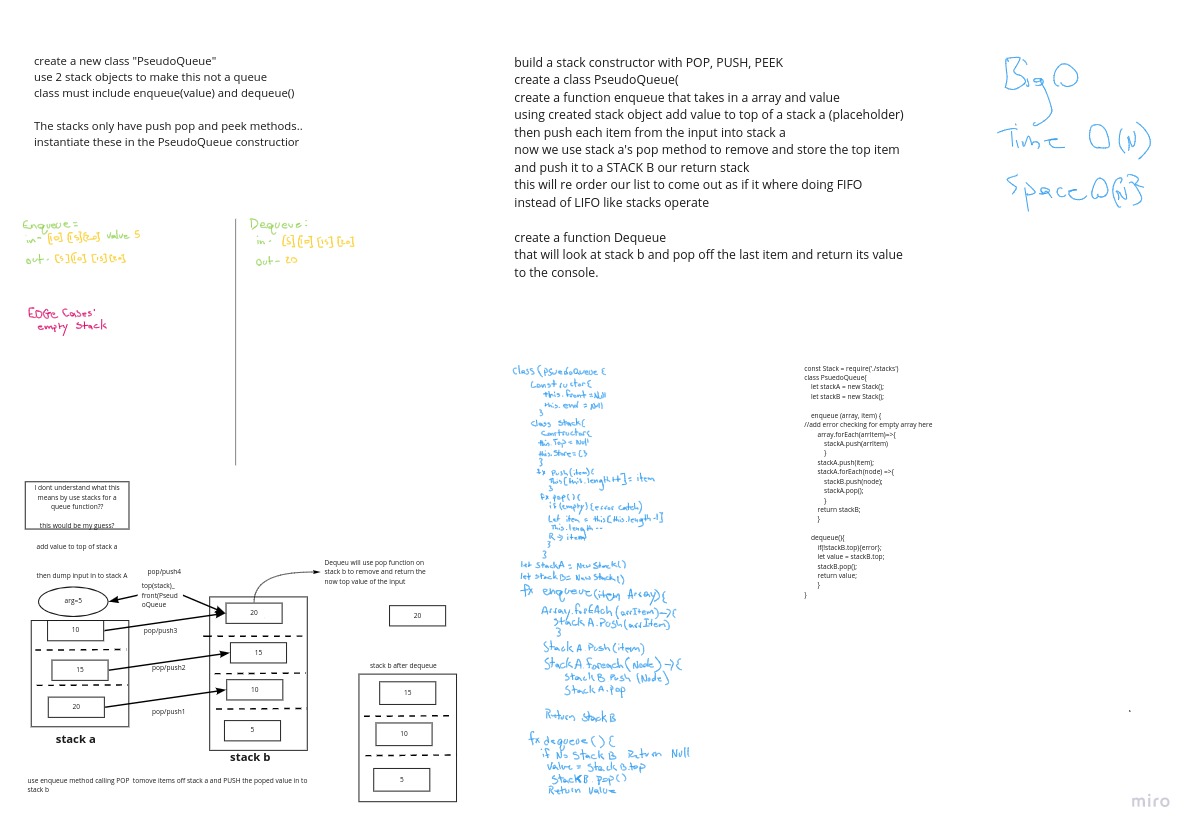 create a new class "PseudoQueue"
use 2 stack objects to make this not a queue
class must include enqueue(value) and dequeue()
The stacks only have push pop and peek methods..
instantiate these in the PseudoQueue constructior
Enqueue =
in- [10] [15][20] value 5
out- [5][10] [15][20]
Dequeue:
in- [5][10][15][20]
out- 20
EDGE Cases:
empty stack
I dont understand what this
means by use stacks for a
queue function??
this would be my guess?
add value to top of stack a
then dump input in to stack A
arg=5
10
15
20
stack a
pop/push4
top(stack)_
front(Pseud
oQueue
pop/push3
pop/push2
pop/push1
20
15
10
5
stack b
Dequeu will use pop function on
stack b to remove and return the
now top value of the input
20
stack b after dequeue
15
10
5
use enqueue method calling POP  tomove items off stack a and PUSH the poped value in to
stack b
build a stack constructor with POP, PUSH, PEEK
create a class PseudoQueue(
create a function enqueue that takes in a array and value
using created stack object add value to top of a stack a (placeholder)
then push each item from the input into stack a
now we use stack a's pop method to remove and store the top item
and push it to a STACK B our return stack
this will re order our list to come out as if it where doing FIFO
instead of LIFO like stacks operate
create a function Dequeue
that will look at stack b and pop off the last item and return its value
to the console.
Big O
Time O(N)
Space O(N)
class (PsuedoQueue {
Constructor {
this.front = Null
this.end = Null
}
class Stack {
Constructor {
this.Top = Null
this.Store = {}
}
fx push(item) {
This[this.length++] = item
}
fx pop() {
if (empty) {error catch}
Let item = this[this.length-1]
This.length--
R -> item
}
}
let StackA = New Stack()
let stackB = New Stack()
fx enqueue(item Array) {
Array.forEAch(arrItem) -> {
Stack A.Push(arrItem)
}
Stack A Push(item)
Stack A foreach(Node) -> {
Stack B Push (Node)
Stack A.pop
Return Stack B
fx dequeue() {
if No Stack B Return Null
value = Stack B.top
Stack B.pop()
Return Value
const Stack = require('./stacks')
class PsuedoQueue{
let stackA = new Stack();
let stackB = new Stack();
enqueue (array, item) {
//add error checking for empty array here
array.forEach(arrItem)=>{
stackA.push(arrItem)
}
stackA.push(item);
stackA.forEach(node) =>{
stackB.push(node);
stackA.pop();
}
return stackB;
}
dequeue(){
if(!stackB.top){error};
let value = stackB.top;
stackB.pop();
return value;
}
}
miro